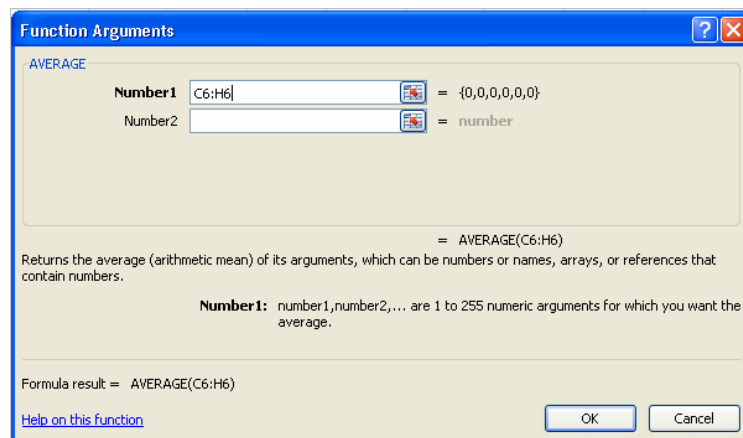 Function Arguments
AVERAGE
Number1 C6:H6 = {0,0,0,0,0,0}
Number2 = number
= AVERAGE(C6:H6)
Returns the average (arithmetic mean) of its arguments, which can be numbers or names, arrays, or references that
contain numbers.
Number1: number1,number2,... are 1 to 255 numeric arguments for which you want the
average.
Formula result = AVERAGE(C6:H6)
Help on this function
OK Cancel